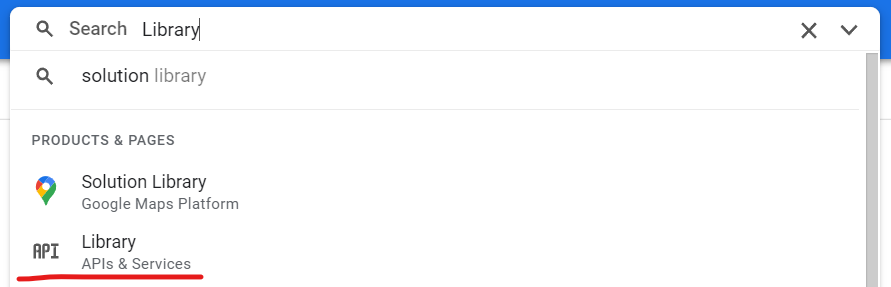 Search Library
solution library
PRODUCTS & PAGES
Solution Library
Google Maps Platform
API Library
APIs & Services